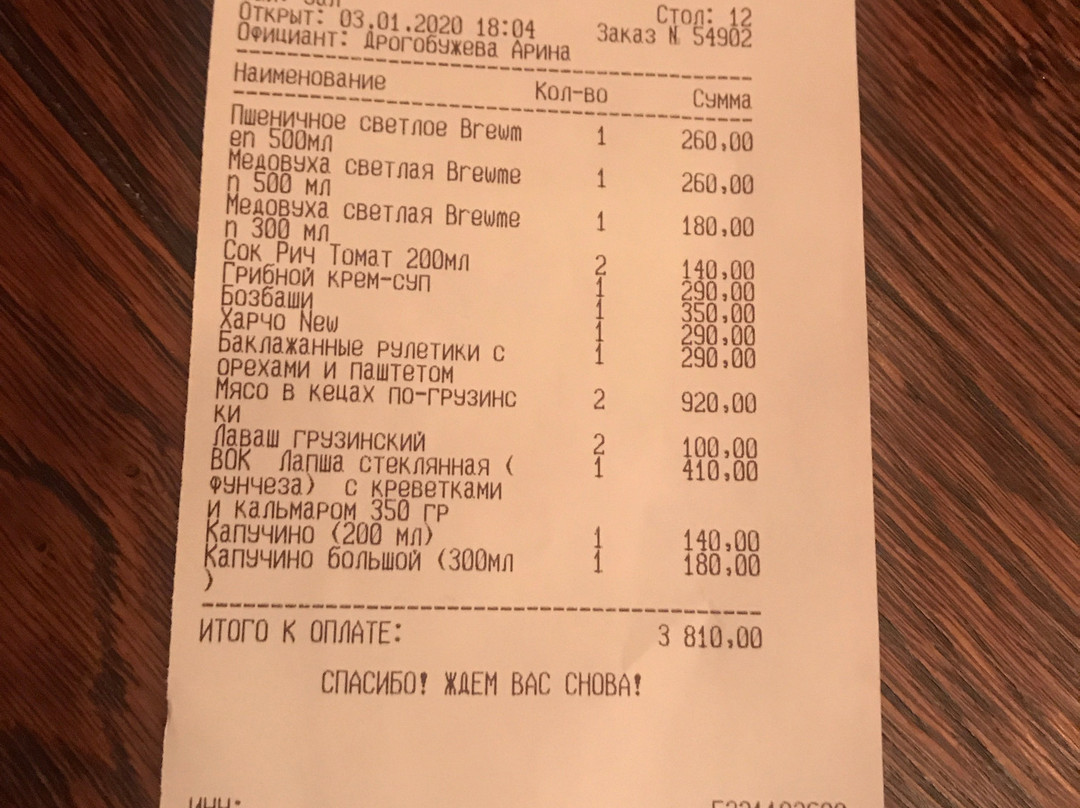 Открыт: 03.01.2020 18:04 Стол: 12
Официант: Дрогобужева Арина Заказ № 54902
Наименование Кол-во Сумма
Пшеничное светлое Brewm 1 260,00
en 500мл
Медовуха светлая Brewme 1 260,00
n 500 мл
Медовуха светлая Brewme 1 180,00
n 300 мл
Сок Рич Томат 200мл 2 140,00
Грибной крем-суп 1 290,00
Бозбаши 1 350,00
Харчо New 1 290,00
Баклажанные рулетики с 1 290,00
орехами и паштетом
Мясо в кецах по-грузинс 2 920,00
ки
Лаваш грузинский 2 100,00
ВОК Лапша стеклянная ( 1 410,00
фунчеза) с креветками
и кальмаром 350 гр
Капучино (200 мл) 1 140,00
Капучино большой (300мл 1 180,00
)
ИТОГО К ОПЛАТЕ: 3 810,00
СПАСИБО! ЖДЕМ ВАС СНОВА!
ИНН: